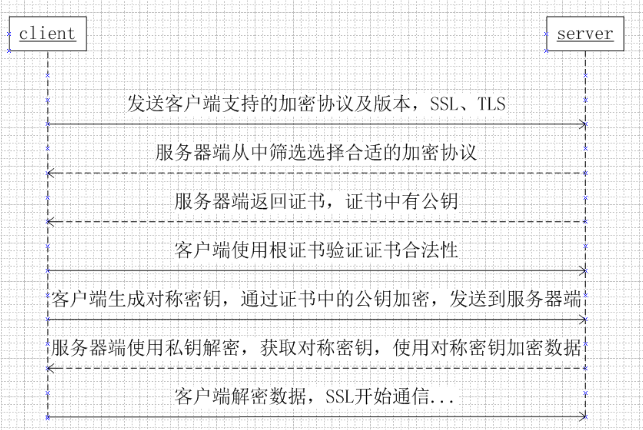 client
server
发送客户端支持的加密协议及版本，SSL、TLS
服务器端从中筛选选择合适的加密协议
服务器端返回证书，证书中有公钥
客户端使用根证书验证证书合法性
客户端生成对称密钥，通过证书中的公钥加密，发送到服务器端
服务器端使用私钥解密，获取对称密钥，使用对称密钥加密数据
客户端解密数据，SSL开始通信...